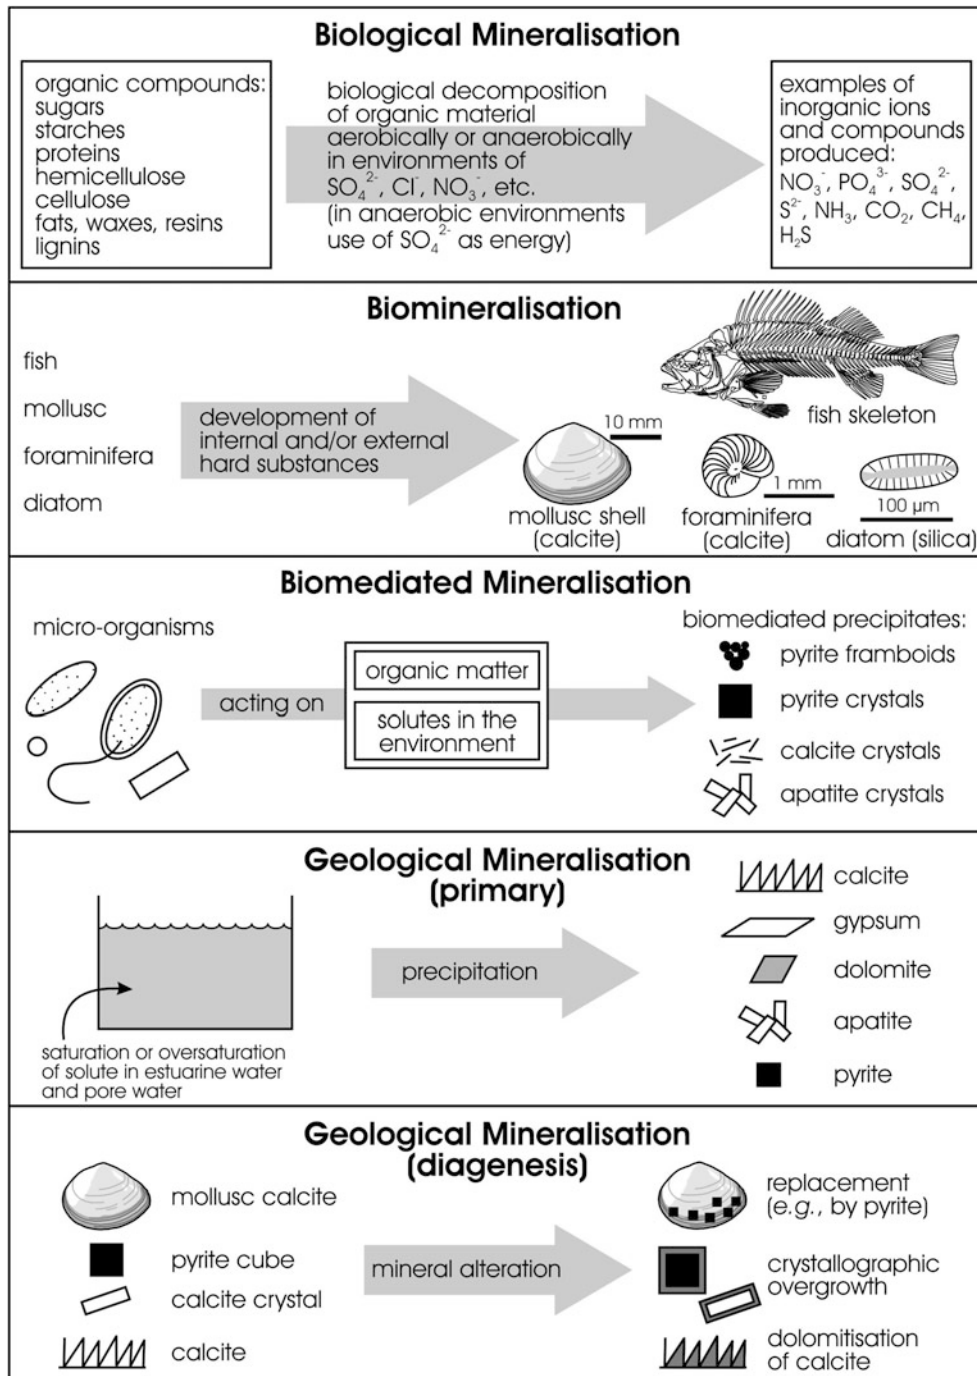 Biological Mineralisation
organic compounds:
sugars
starches
proteins
hemicellulose
cellulose
fats, waxes, resins
lignins
biological decomposition
of organic material
aerobically or anaerobically
in environments of
SO₄²⁻, Cl⁻, NO₃⁻, etc.
(in anaerobic environments
use of SO₄²⁻ as energy)
examples of
inorganic ions
and compounds
produced:
NO₃⁻, PO₄³⁻, SO₄²⁻,
S²⁻, NH₃, CO₂, CH₄,
H₂S
Biomineralisation
fish
mollusc
foraminifera
diatom
development of
internal and/or external
hard substances
fish skeleton
10 mm
mollusc shell
(calcite)
1 mm
foraminifera
(calcite)
100 µm
diatom (silica)
Biomediated Mineralisation
micro-organisms
acting on
organic matter
solutes in the
environment
biomediated precipitates:
pyrite framboids
pyrite crystals
calcite crystals
apatite crystals
Geological Mineralisation
(primary)
saturation or oversaturation
of solute in estuarine water
and pore water
precipitation
calcite
gypsum
dolomite
apatite
pyrite
Geological Mineralisation
(diagenesis)
mollusc calcite
pyrite cube
calcite crystal
calcite
mineral alteration
replacement
(e.g., by pyrite)
crystallographic
overgrowth
dolomitisation
of calcite